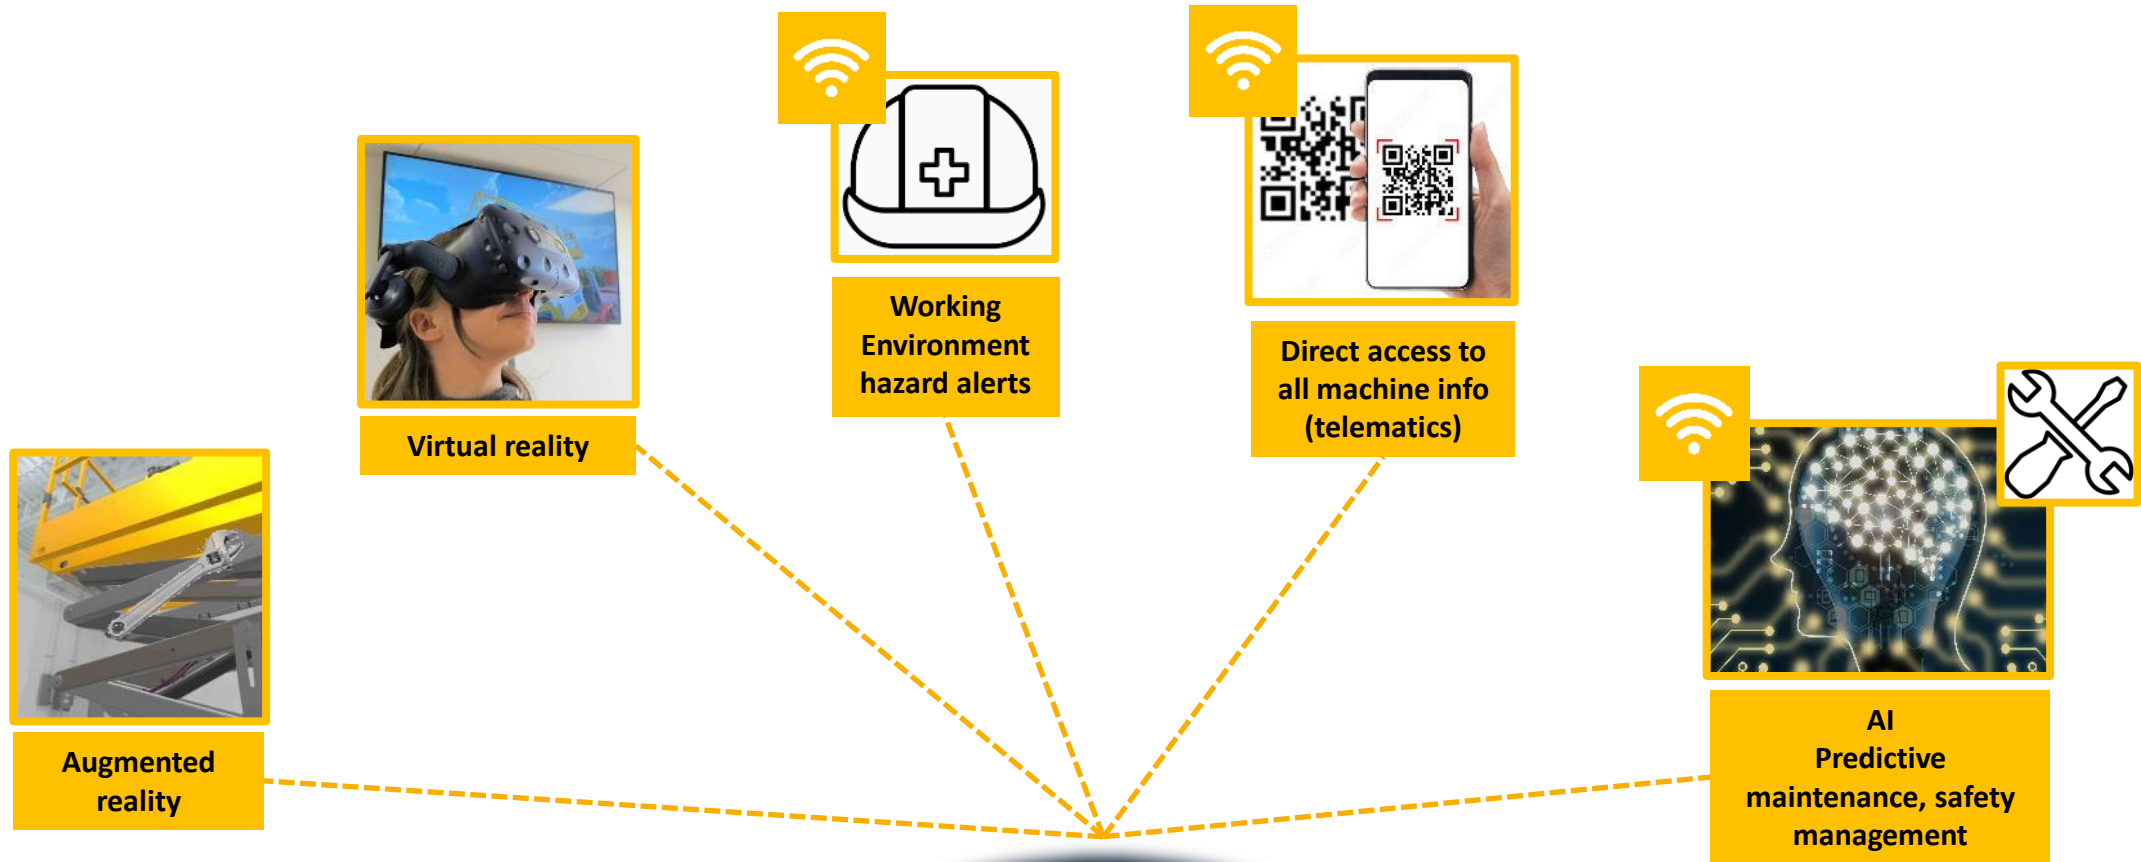 Working
Environment
hazard alerts
Direct access to
all machine info
(telematics)
Virtual reality
Augmented
reality
AI
Predictive
maintenance, safety
management